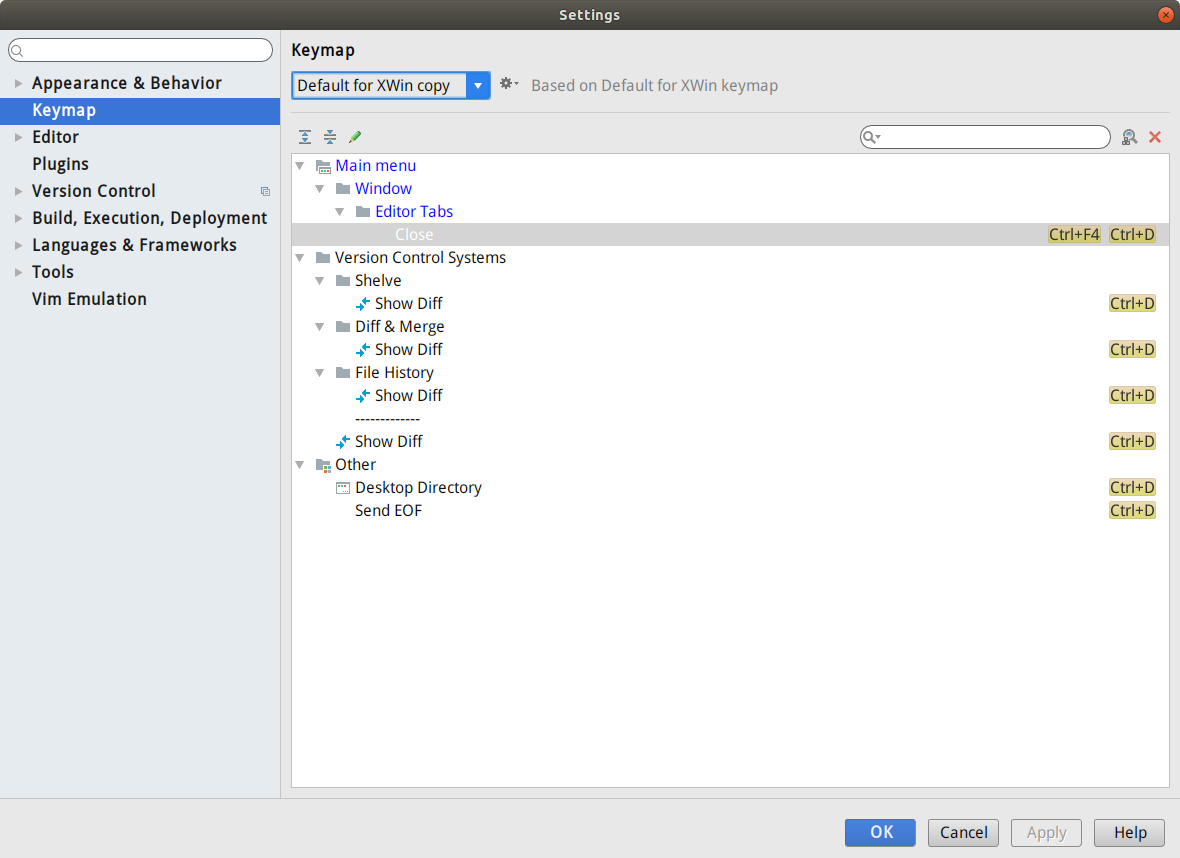 Settings
Keymap
Appearance & Behavior
Keymap
Editor
Plugins
Version Control
Build, Execution, Deployment
Languages & Frameworks
Tools
Vim Emulation
Default for XWin copy
Based on Default for XWin keymap
Main menu
Window
Editor Tabs
Close Ctrl+F4 Ctrl+D
Version Control Systems
Shelve
Show Diff Ctrl+D
Diff & Merge
Show Diff Ctrl+D
File History
Show Diff Ctrl+D
-------------
Show Diff Ctrl+D
Other
Desktop Directory Ctrl+D
Send EOF Ctrl+D
OK Cancel Apply Help